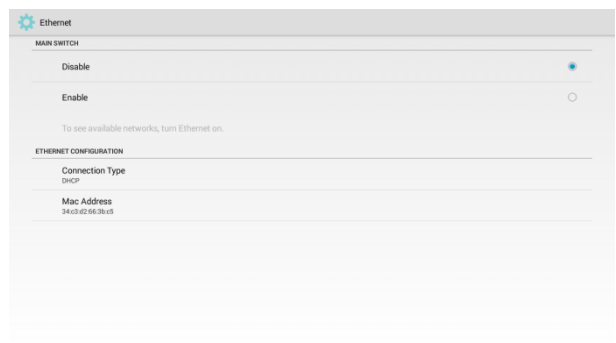 Ethernet
MAIN SWITCH
Disable
Enable
To see available networks, turn Ethernet on.
ETHERNET CONFIGURATION
Connection Type
DHCP
Mac Address
34:c3:d2:66:3b:c5